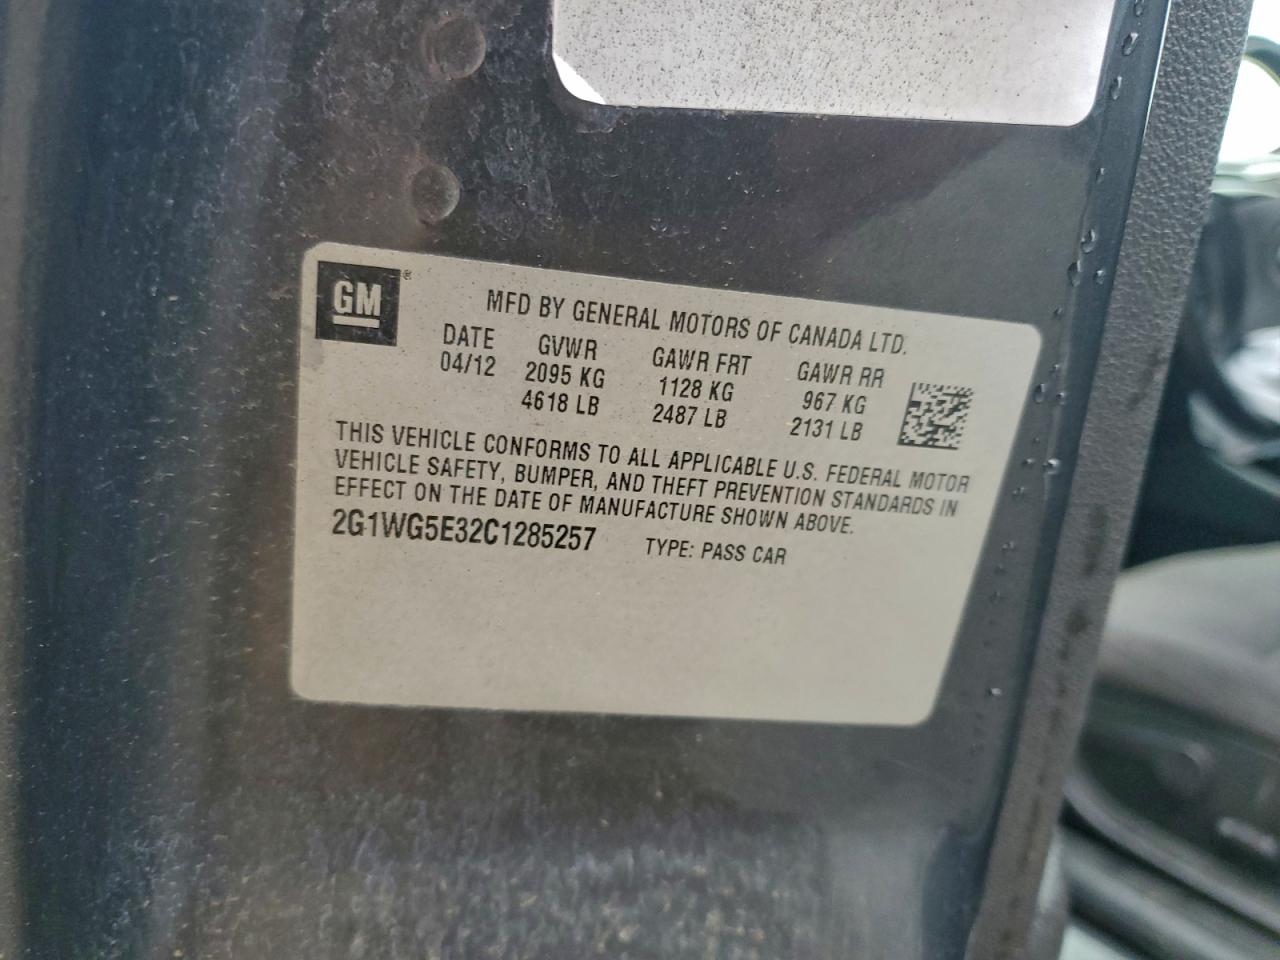 GM
MFD BY GENERAL MOTORS OF CANADA LTD.
DATE GVWR GAWR FRT GAWR RR
04/12 2095 KG 1128 KG 967 KG
4618 LB 2487 LB 2131 LB
THIS VEHICLE CONFORMS TO ALL APPLICABLE U.S. FEDERAL MOTOR
VEHICLE SAFETY, BUMPER, AND THEFT PREVENTION STANDARDS IN
EFFECT ON THE DATE OF MANUFACTURE SHOWN ABOVE.
2G1WG5E32C1285257 TYPE: PASS CAR